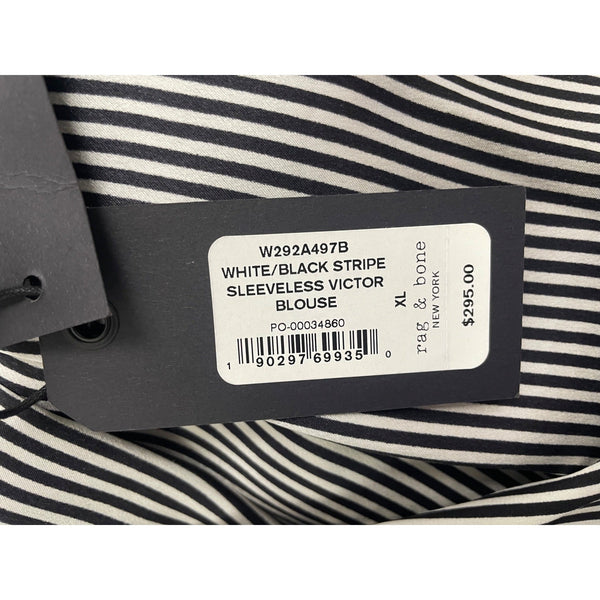 W292A497B
WHITE/BLACK STRIPE
SLEEVELESS VICTOR
BLOUSE
PO-00034860
1 90297 69935 0
XL
rag & bone
NEW YORK
$295.00